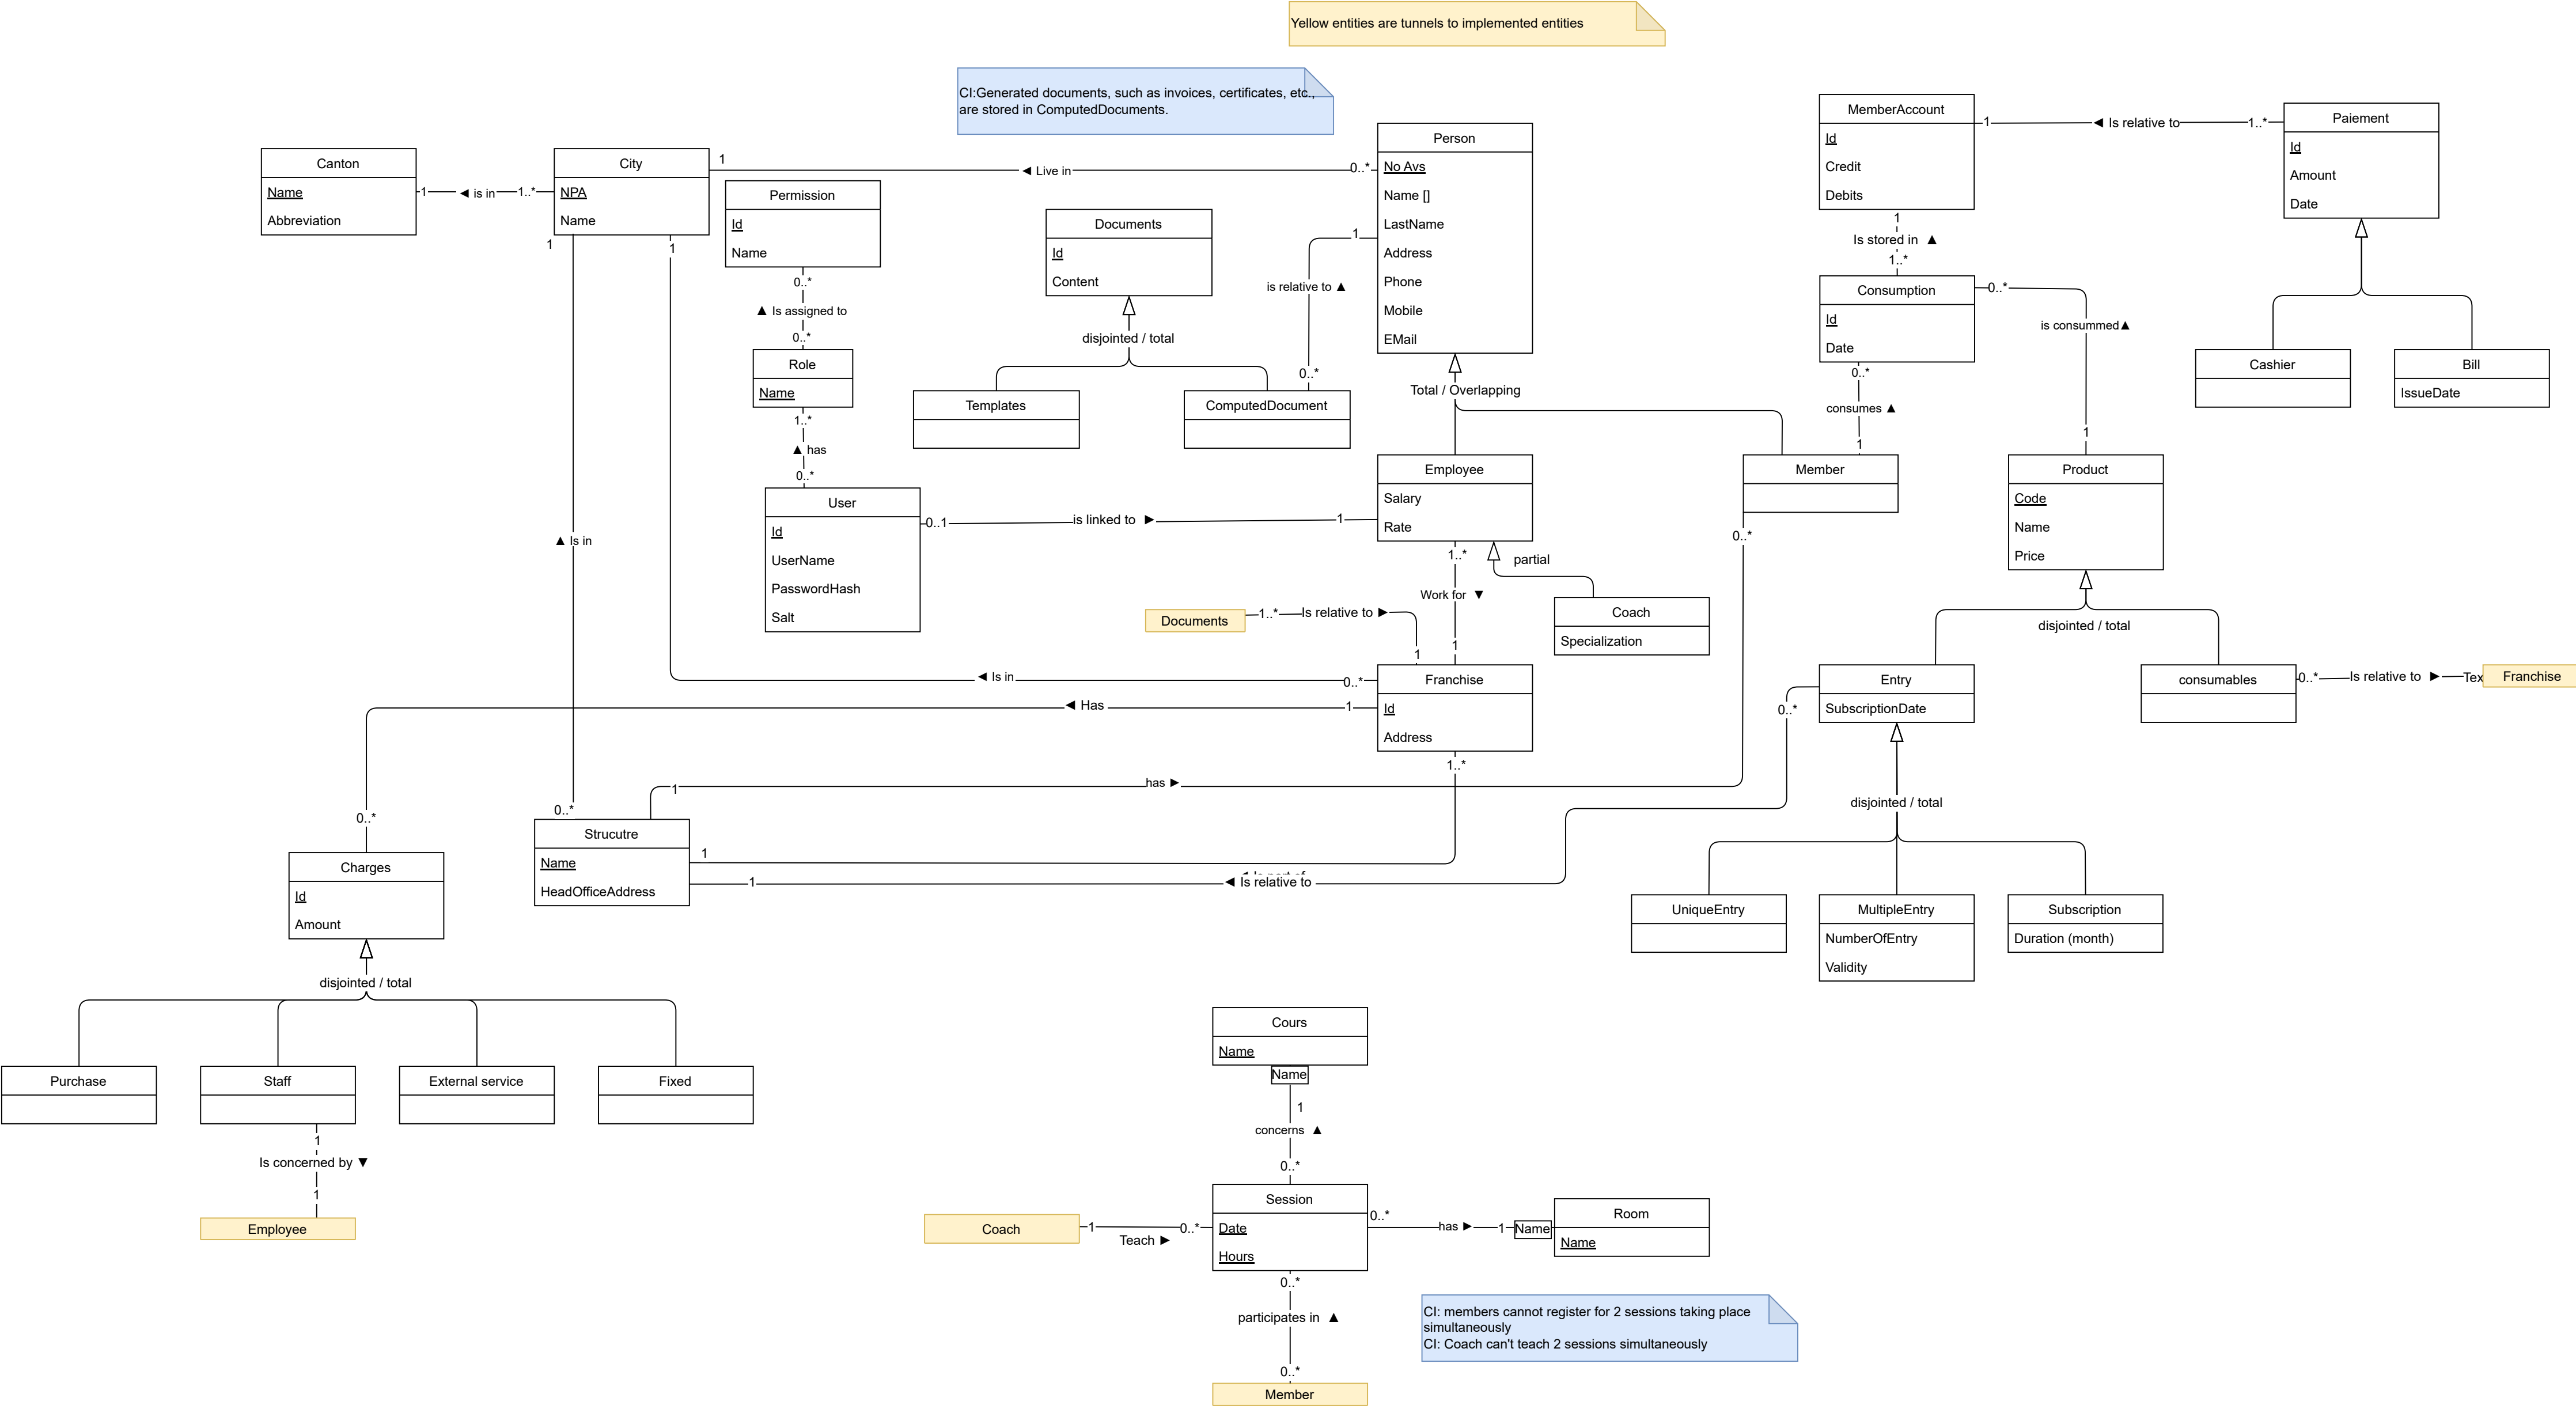 Yellow entities are tunnels to implemented entities
CI:Generated documents, such as invoices, certificates, etc.,
are stored in ComputedDocuments.
Canton
Name
Abbreviation
1
◄ is in
1..*
City
NPA
Name
1
◄ Live in
0..*
1
1
Permission
Id
Name
0..*
▲ Is assigned to
0..*
Role
Name
1..*
▲ has
0..*
User
Id
UserName
PasswordHash
Salt
0..1
is linked to ►
1
Documents
Id
Content
disjointed / total
Templates
ComputedDocument
0..*
is relative to ▲
1
Person
No Avs
Name []
LastName
Address
Phone
Mobile
EMail
Total / Overlapping
Employee
Salary
Rate
1..*
partial
Work for ▼
1
Coach
Specialization
Member
0..*
MemberAccount
Id
Credit
Debits
1
◄ Is relative to
1..*
Paiement
Id
Amount
Date
Cashier
Bill
IssueDate
1
Is stored in ▲
1..*
Consumption
Id
Date
0..*
is consummed▲
1
0..*
consumes ▲
1
Product
Code
Name
Price
disjointed / total
Entry
SubscriptionDate
0..*
consumables
0..*
Is relative to ►
Tex
Franchise
disjointed / total
UniqueEntry
MultipleEntry
NumberOfEntry
Validity
Subscription
Duration (month)
Documents
1..*
Is relative to ►
1
▲ Is in
◄ Is in
0..*
Franchise
Id
Address
◄ Has
1
1..*
0..*
0..*
1
has ►
Strucutre
Name
HeadOfficeAddress
1
1
◄ Is relative to
Charges
Id
Amount
disjointed / total
Purchase
Staff
External service
Fixed
1
Is concerned by ▼
1
Employee
Cours
Name
Name
1
concerns ▲
0..*
Session
Date
Hours
Coach
1
Teach ►
0..*
0..*
has ►
1
Name
Room
Name
0..*
participates in ▲
0..*
Member
CI: members cannot register for 2 sessions taking place
simultaneously
CI: Coach can't teach 2 sessions simultaneously